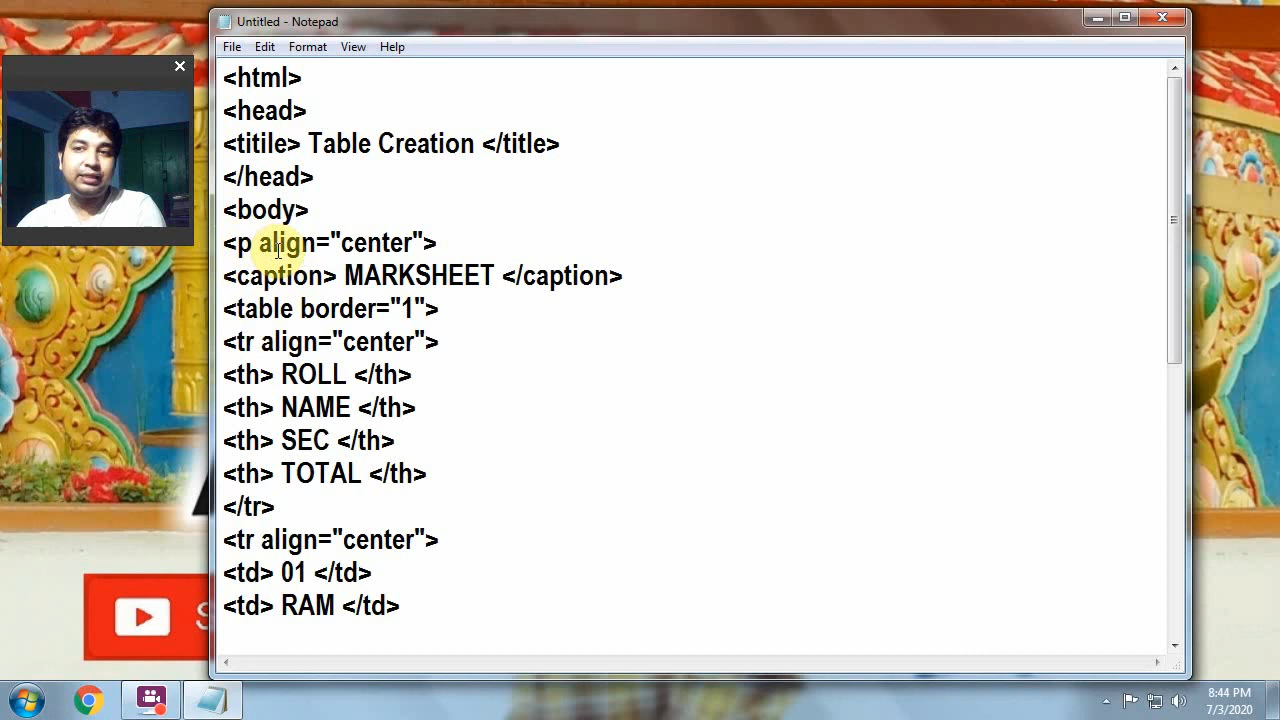 Untitled - Notepad
File Edit Format View Help
<html>
<head>
<titile> Table Creation </title>
</head>
<body>
<p align="center">
<caption> MARKSHEET </caption>
<table border="1">
<tr align="center">
<th> ROLL </th>
<th> NAME </th>
<th> SEC </th>
<th> TOTAL </th>
</tr>
<tr align="center">
<td> 01 </td>
<td> RAM </td>
S
8:44 PM
7/3/2020